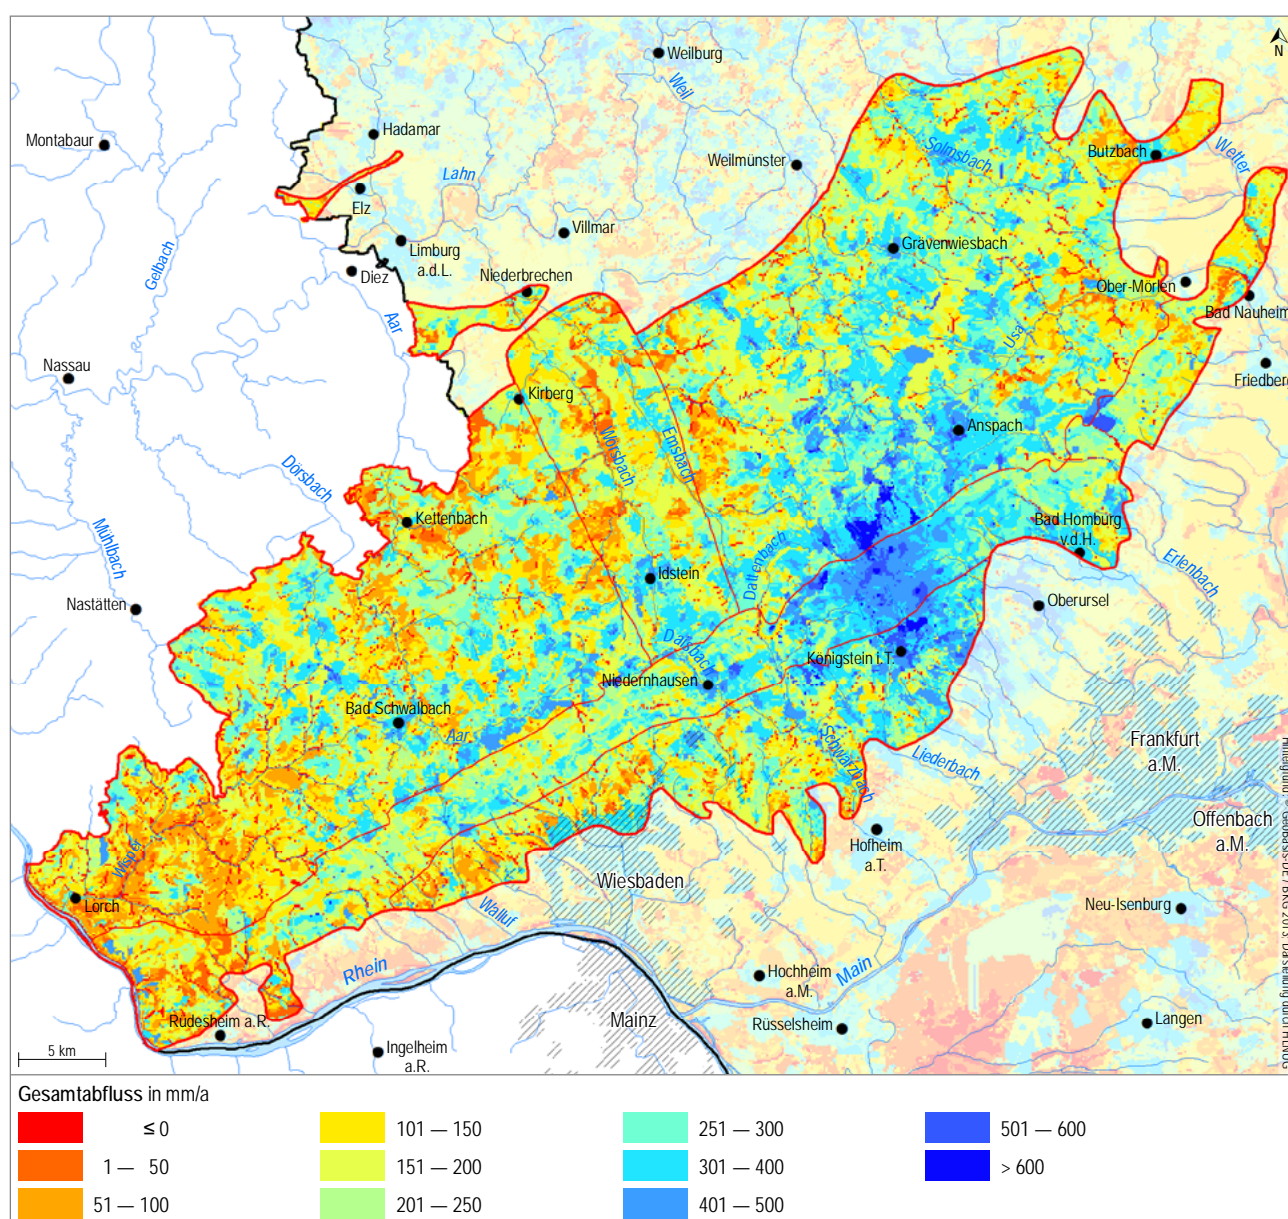 N
Weilburg
Weil
Montabaur
Hadamar
Weilmünster
Solmsbach
Butzbach
Wetter
Lahn
Elz
Villmar
Limburg
a.d.L.
Grävenwiesbach
Gelbach
Diez
Niederbrechen
Ober-Mörlen
Bad Nauheim
Aar
Usa
Nassau
Friedberg
Kirberg
Anspach
Wörsbach
Emsbach
Dörsbach
Kettenbach
Bad Homburg
v.d.H.
Mühlbach
Dattenbach
Erlenbach
Idstein
Nastätten
Oberursel
Daisbach
Königstein i.T.
Niedernhausen
Bad Schwalbach
Aar
Schwarzbach
Liederbach
Frankfurt
a.M.
Offenbach
a.M.
Hofheim
a.T.
Wisper
Wiesbaden
Lorch
Walluf
Neu-Isenburg
Rhein
Main
Hochheim
a.M.
Rüdesheim a.R.
Mainz
Rüsselsheim
Langen
Ingelheim
a.R.
5 km
Gesamtabfluss in mm/a
≤ 0
1 — 50
51 — 100
101 — 150
151 — 200
201 — 250
251 — 300
301 — 400
401 — 500
501 — 600
> 600